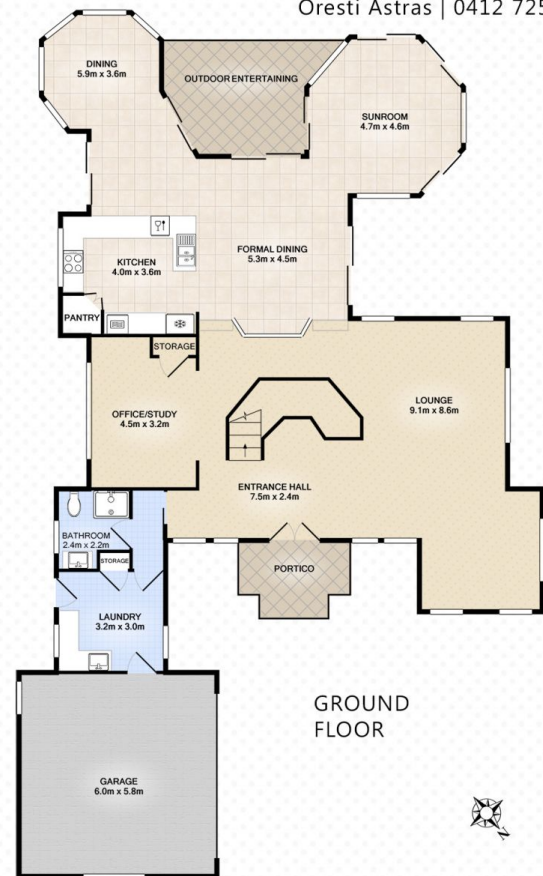 Oresti Astras | 0412 725
DINING
5.9m x 3.6m
OUTDOOR ENTERTAINING
SUNROOM
4.7m x 4.6m
KITCHEN
4.0m x 3.6m
FORMAL DINING
5.3m x 4.5m
PANTRY
STORAGE
OFFICE/STUDY
4.5m x 3.2m
LOUNGE
9.1m x 8.6m
ENTRANCE HALL
7.5m x 2.4m
BATHROOM
2.4m x 2.2m
STORAGE
PORTICO
LAUNDRY
3.2m x 3.0m
GROUND
FLOOR
GARAGE
6.0m x 5.8m
N